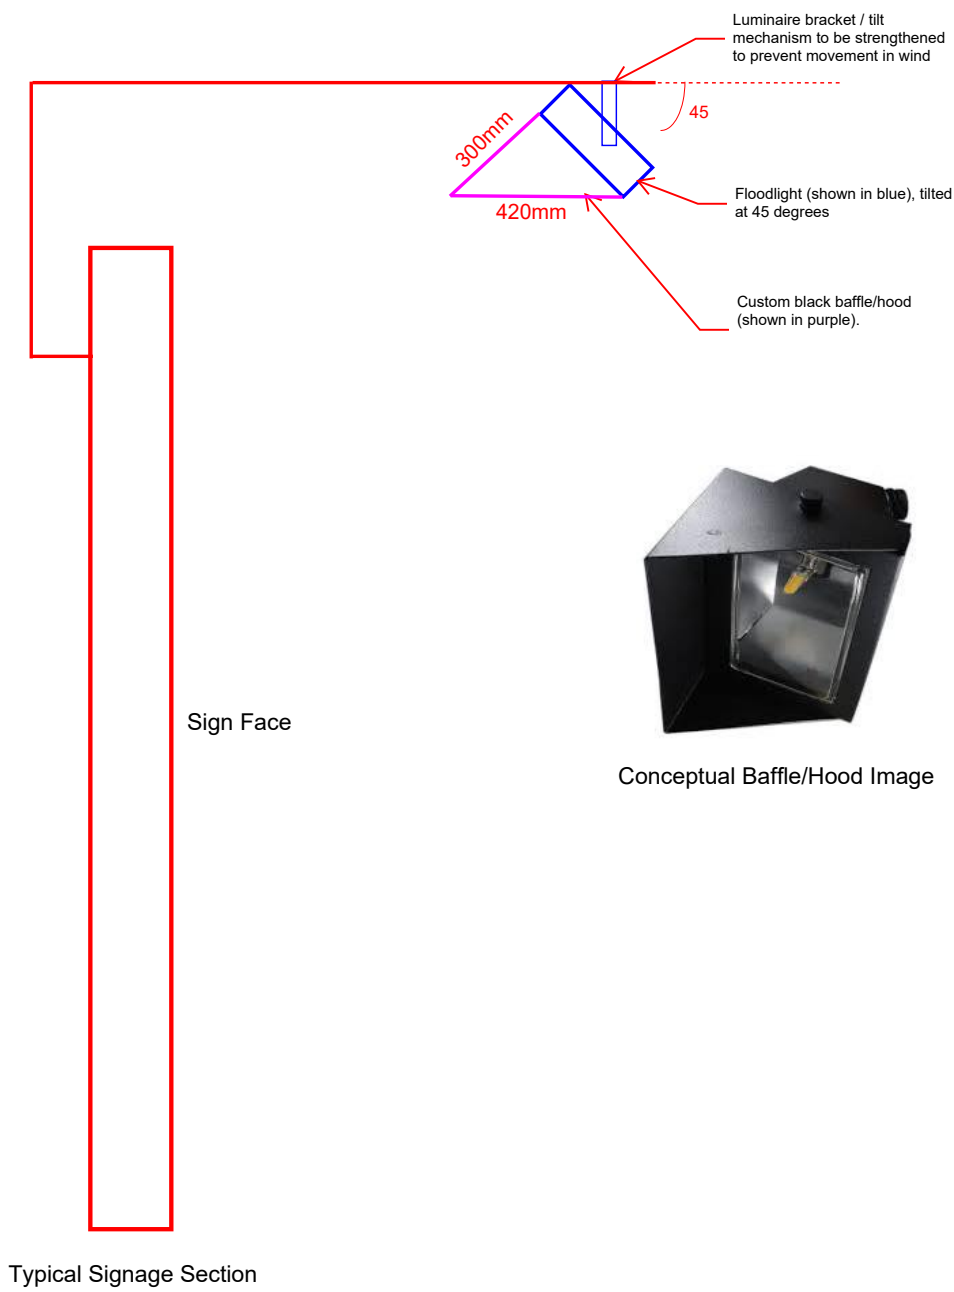 Luminaire bracket / tilt
mechanism to be strengthened
to prevent movement in wind
45
300mm
420mm
Floodlight (shown in blue), tilted
at 45 degrees
Custom black baffle/hood
(shown in purple).
Sign Face
Conceptual Baffle/Hood Image
Typical Signage Section